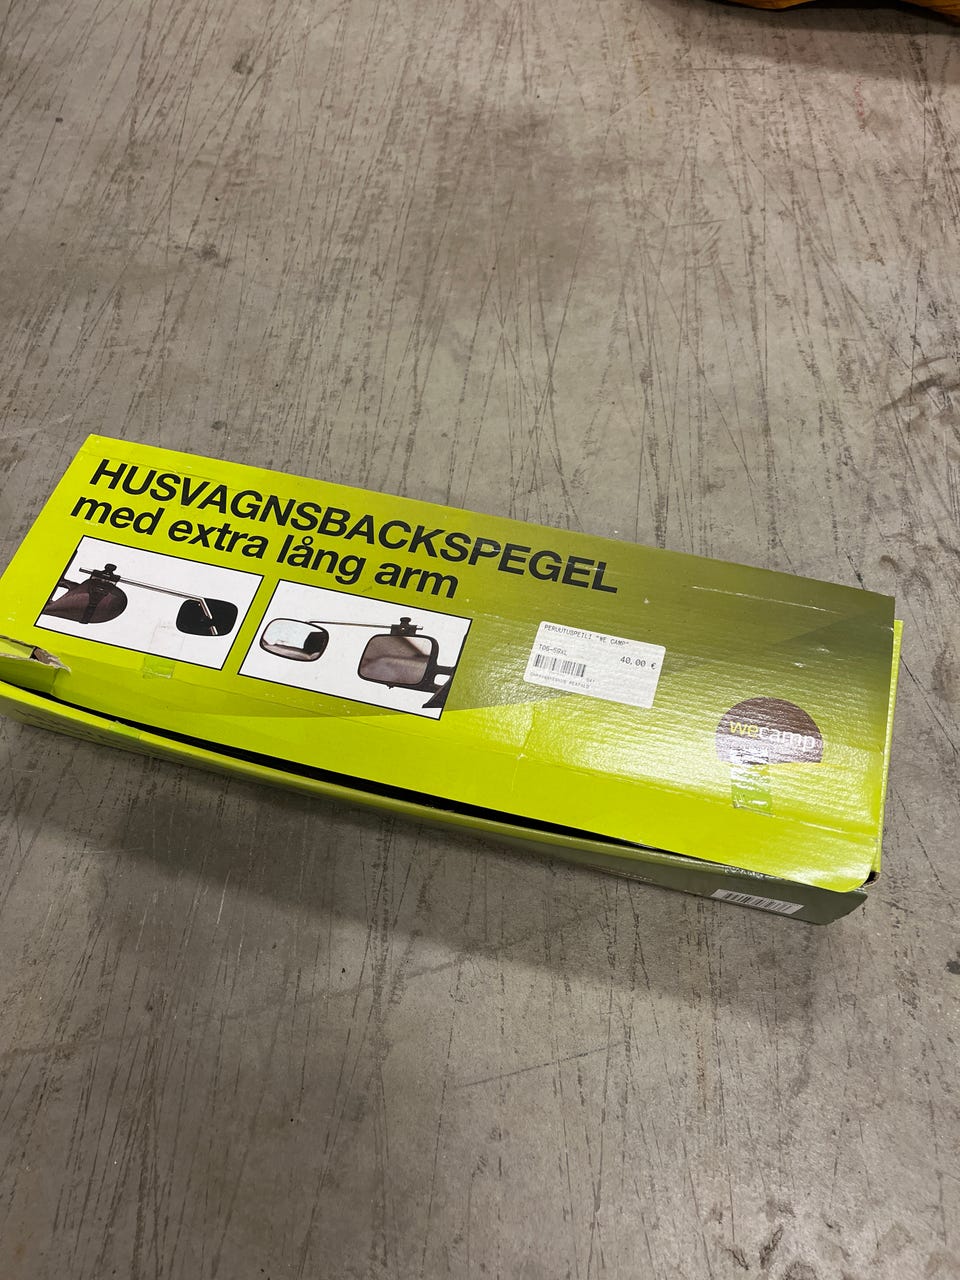 HUSVAGNSBACKSPEGEL
med extra lång arm
PERUUTUSPEILI "WE CAMP"
40,00 €
wecamp